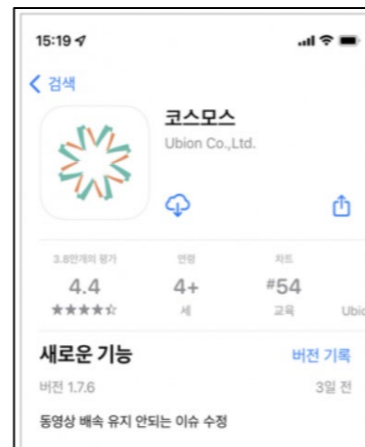 15:19
검색
코스모스
Ubion Co.,Ltd.
3.8만개의 평가 연령 차트
4.4 4+ #54
★★★★☆ 세 교육 Ubio
새로운 기능 버전 기록
버전 1.7.6 3일 전
동영상 배속 유지 안되는 이슈 수정